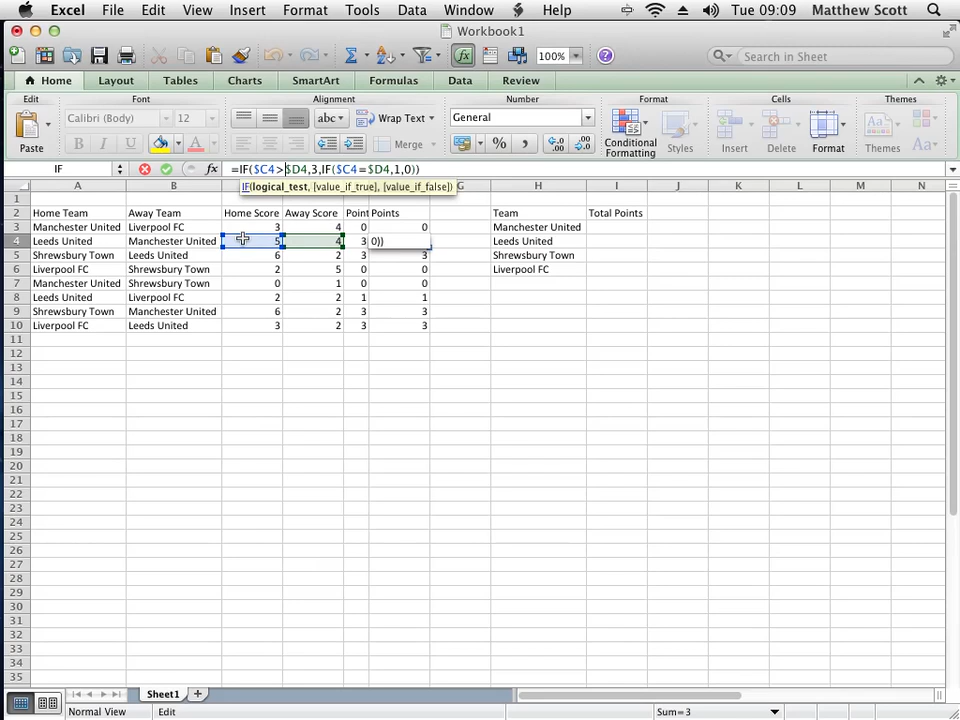 Excel File Edit View Insert Format Tools Data Window Help Tue 09:09 Matthew Scott
Workbook1
100% Search in Sheet
Home Layout Tables Charts SmartArt Formulas Data Review
Edit Font Alignment Number Format Cells Themes
Calibri (Body) 12 abc Wrap Text General
Paste B I U A Merge % , Conditional Formatting Styles Insert Delete Format Themes Aa
IF fx =IF($C4>$D4,3,IF($C4=$D4,1,0))
IF(logical_test, [value_if_true], [value_if_false])
A B G H I J K L M N
1
2 Home Team Away Team Home Score Away Score Point Points Team Total Points
3 Manchester United Liverpool FC 3 4 0 0 Manchester United
4 Leeds United Manchester United 5 4 3 0)) Leeds United
5 Shrewsbury Town Leeds United 6 2 3 3 Shrewsbury Town
6 Liverpool FC Shrewsbury Town 2 5 0 0 Liverpool FC
7 Manchester United Shrewsbury Town 0 1 0 0
8 Leeds United Liverpool FC 2 2 1 1
9 Shrewsbury Town Manchester United 6 2 3 3
10 Liverpool FC Leeds United 3 2 3 3
11
12
13
14
15
16
17
18
19
20
21
22
23
24
25
26
27
28
29
30
31
32
33
34
35
Sheet1
Normal View Edit Sum=3